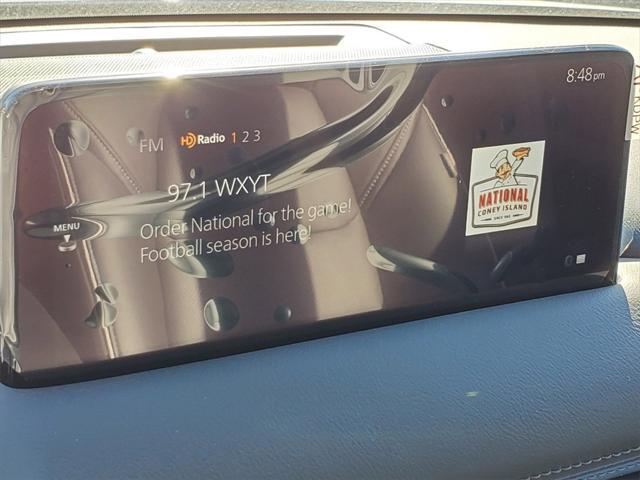 8:48pm
FM HD Radio 1 2 3
97.1 WXYT
MENU
Order National for the game!
Football season is here!
NATIONAL
CONEY ISLAND